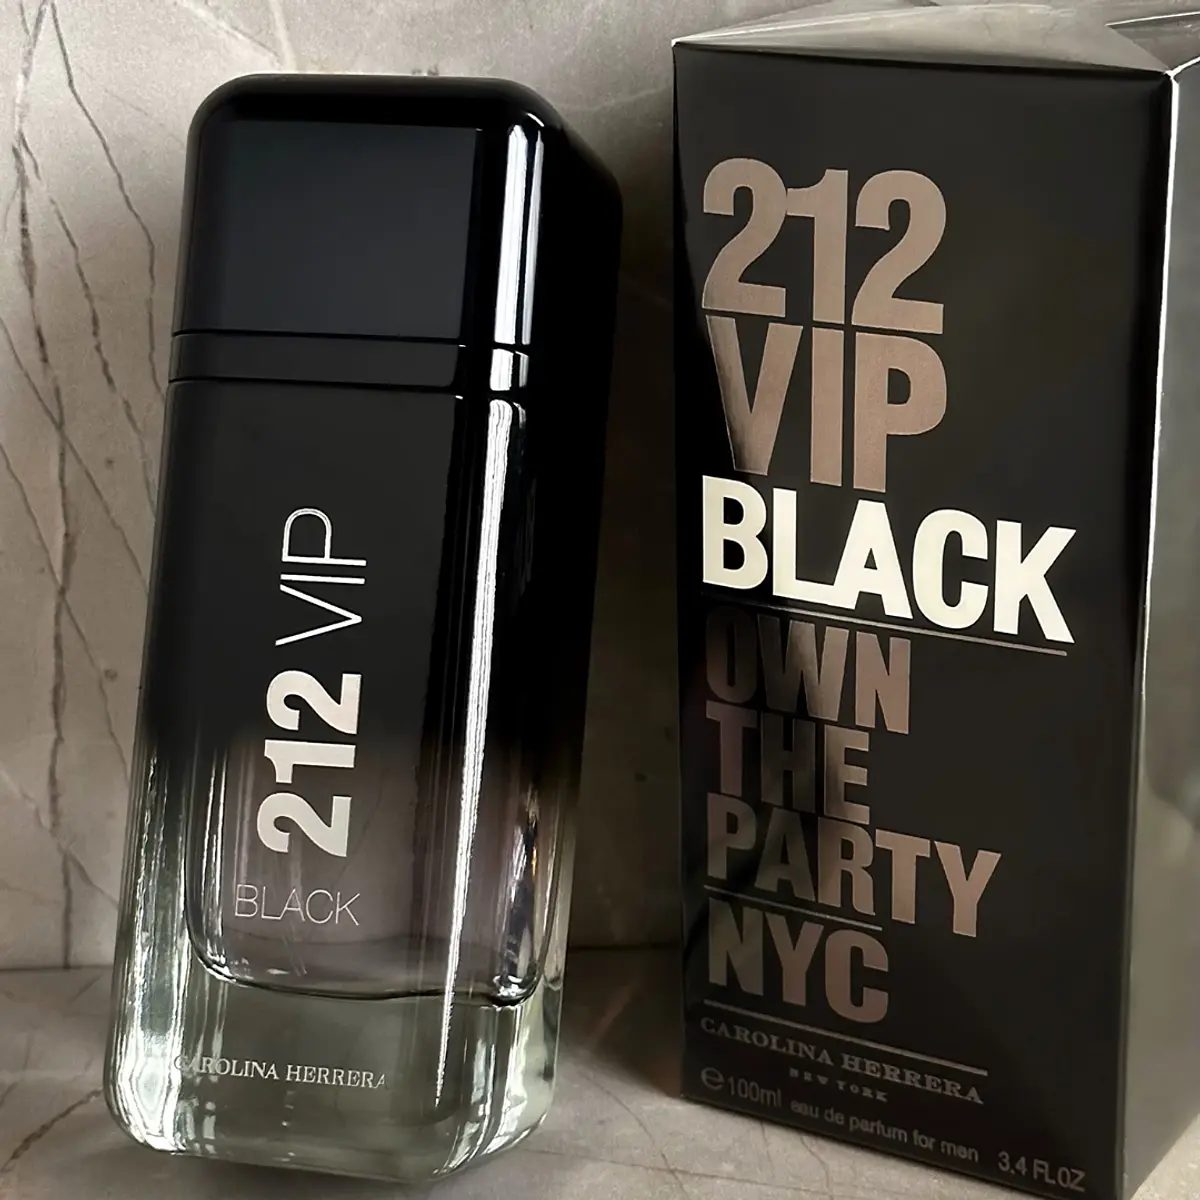 212 VIP
BLACK
CAROLINA HERRERA
212
VIP
BLACK
OWN
THE
PARTY
NYC
CAROLINA HERRERA
NEW YORK
℮100ml eau de parfum for men 3.4 FL.OZ